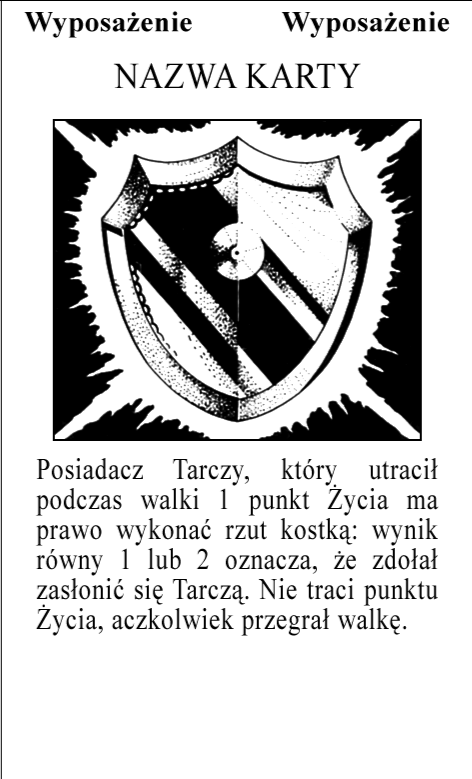 Wyposażenie Wyposażenie
NAZWA KARTY
Posiadacz Tarczy, który utracił
podczas walki 1 punkt Życia ma
prawo wykonać rzut kostką: wynik
równy 1 lub 2 oznacza, że zdołał
zasłonić się Tarczą. Nie traci punktu
Życia, aczkolwiek przegrał walkę.